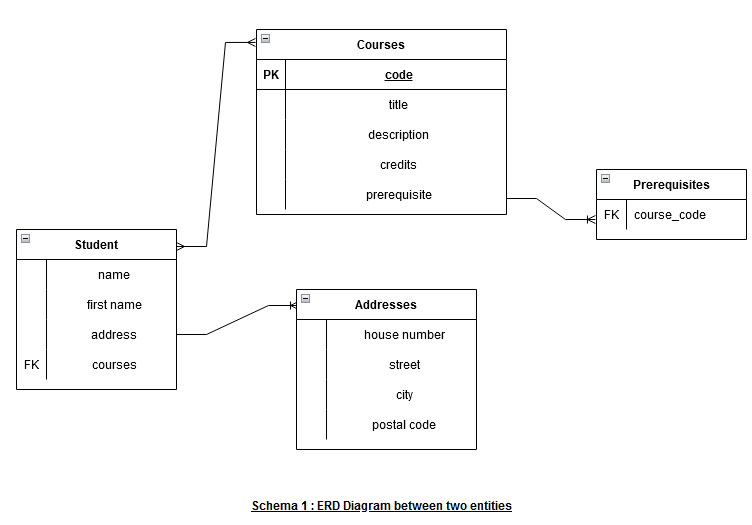 Courses
PK code
title
description
credits
prerequisite
Prerequisites
FK course_code
Student
name
first name
address
FK courses
Addresses
house number
street
city
postal code
Schema 1 : ERD Diagram between two entities